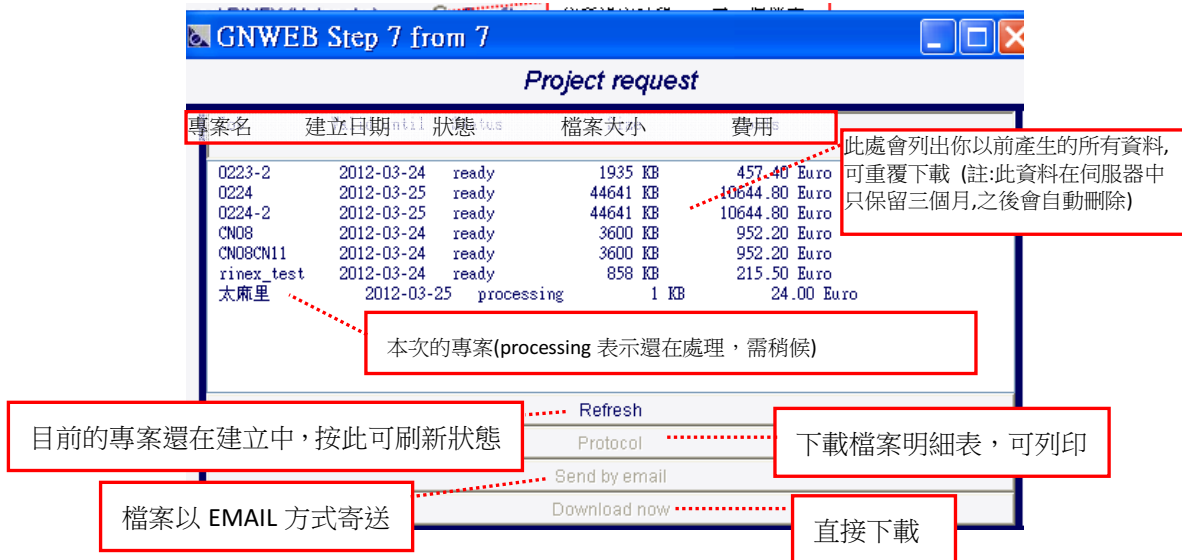 GNWEB Step 7 from 7
Project request
專案名 建立日期 狀態 檔案大小 費用
此處會列出你以前產生的所有資料,
可重覆下載 (註:此資料在伺服器中
只保留三個月,之後會自動刪除)
0223-2 2012-03-24 ready 1935 KB 457.40 Euro
0224 2012-03-25 ready 44641 KB 10644.80 Euro
0224-2 2012-03-25 ready 44641 KB 10644.80 Euro
CN08 2012-03-24 ready 3600 KB 952.20 Euro
CN08CN11 2012-03-24 ready 3600 KB 952.20 Euro
rinex_test 2012-03-24 ready 858 KB 215.50 Euro
太麻里 2012-03-25 processing 1 KB 24.00 Euro
本次的專案(processing 表示還在處理，需稍候)
Refresh
目前的專案還在建立中，按此可刷新狀態
Protocol
下載檔案明細表，可列印
Send by email
檔案以 EMAIL 方式寄送
Download now
直接下載